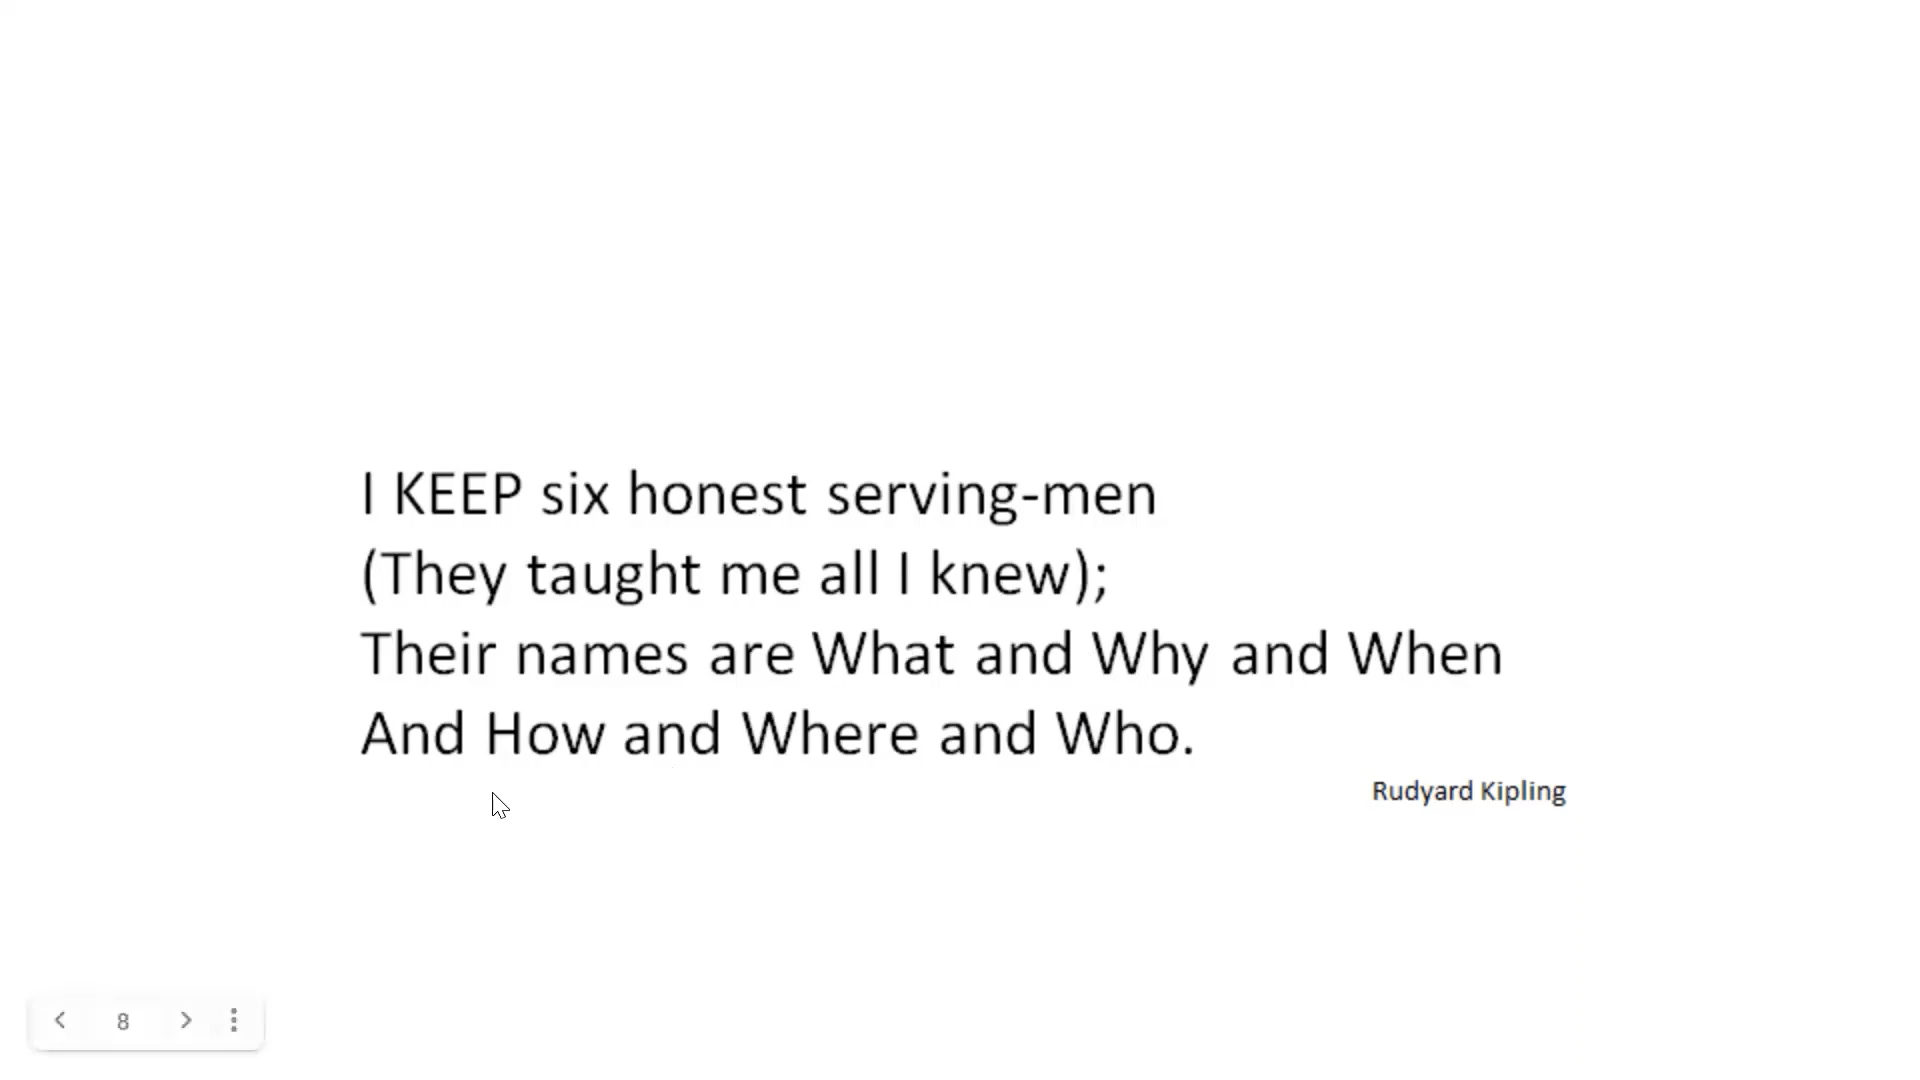 I KEEP six honest serving-men
(They taught me all I knew);
Their names are What and Why and When
And How and Where and Who.
Rudyard Kipling
8